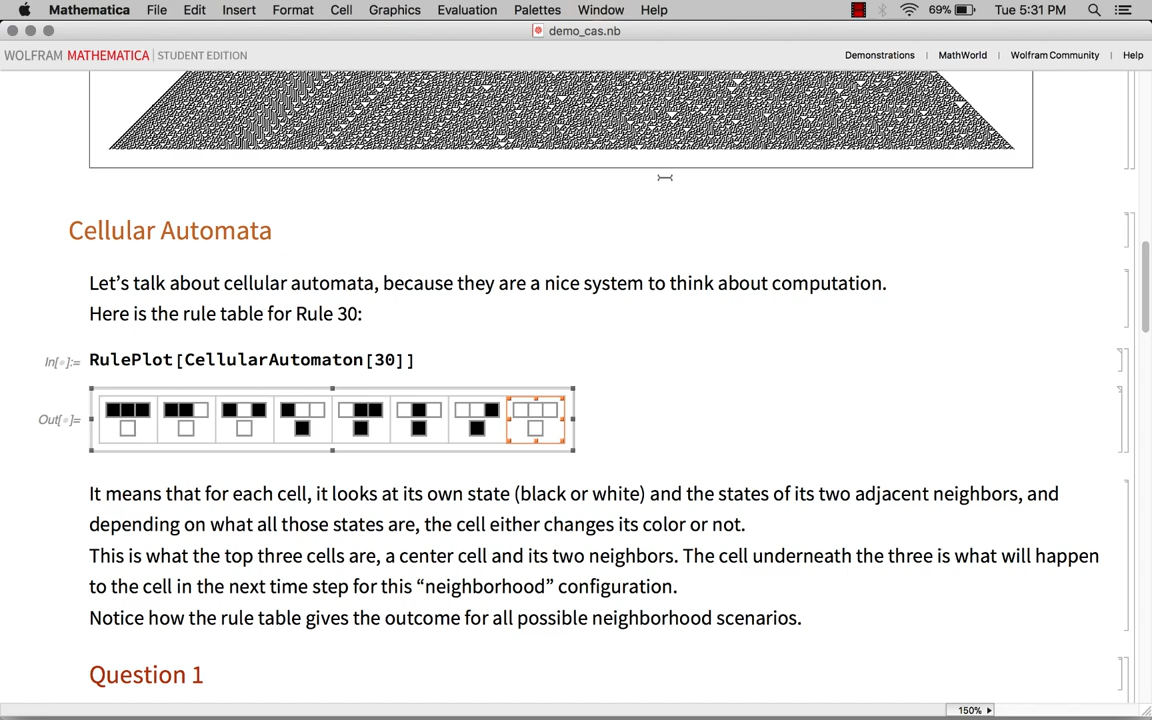 Mathematica File Edit Insert Format Cell Graphics Evaluation Palettes Window Help 69% Tue 5:31 PM
demo_cas.nb
WOLFRAM MATHEMATICA STUDENT EDITION Demonstrations MathWorld Wolfram Community Help
Cellular Automata
Let's talk about cellular automata, because they are a nice system to think about computation.
Here is the rule table for Rule 30:
In[∘]:= RulePlot[CellularAutomaton[30]]
Out[∘]=
It means that for each cell, it looks at its own state (black or white) and the states of its two adjacent neighbors, and
depending on what all those states are, the cell either changes its color or not.
This is what the top three cells are, a center cell and its two neighbors. The cell underneath the three is what will happen
to the cell in the next time step for this “neighborhood” configuration.
Notice how the rule table gives the outcome for all possible neighborhood scenarios.
Question 1
150%